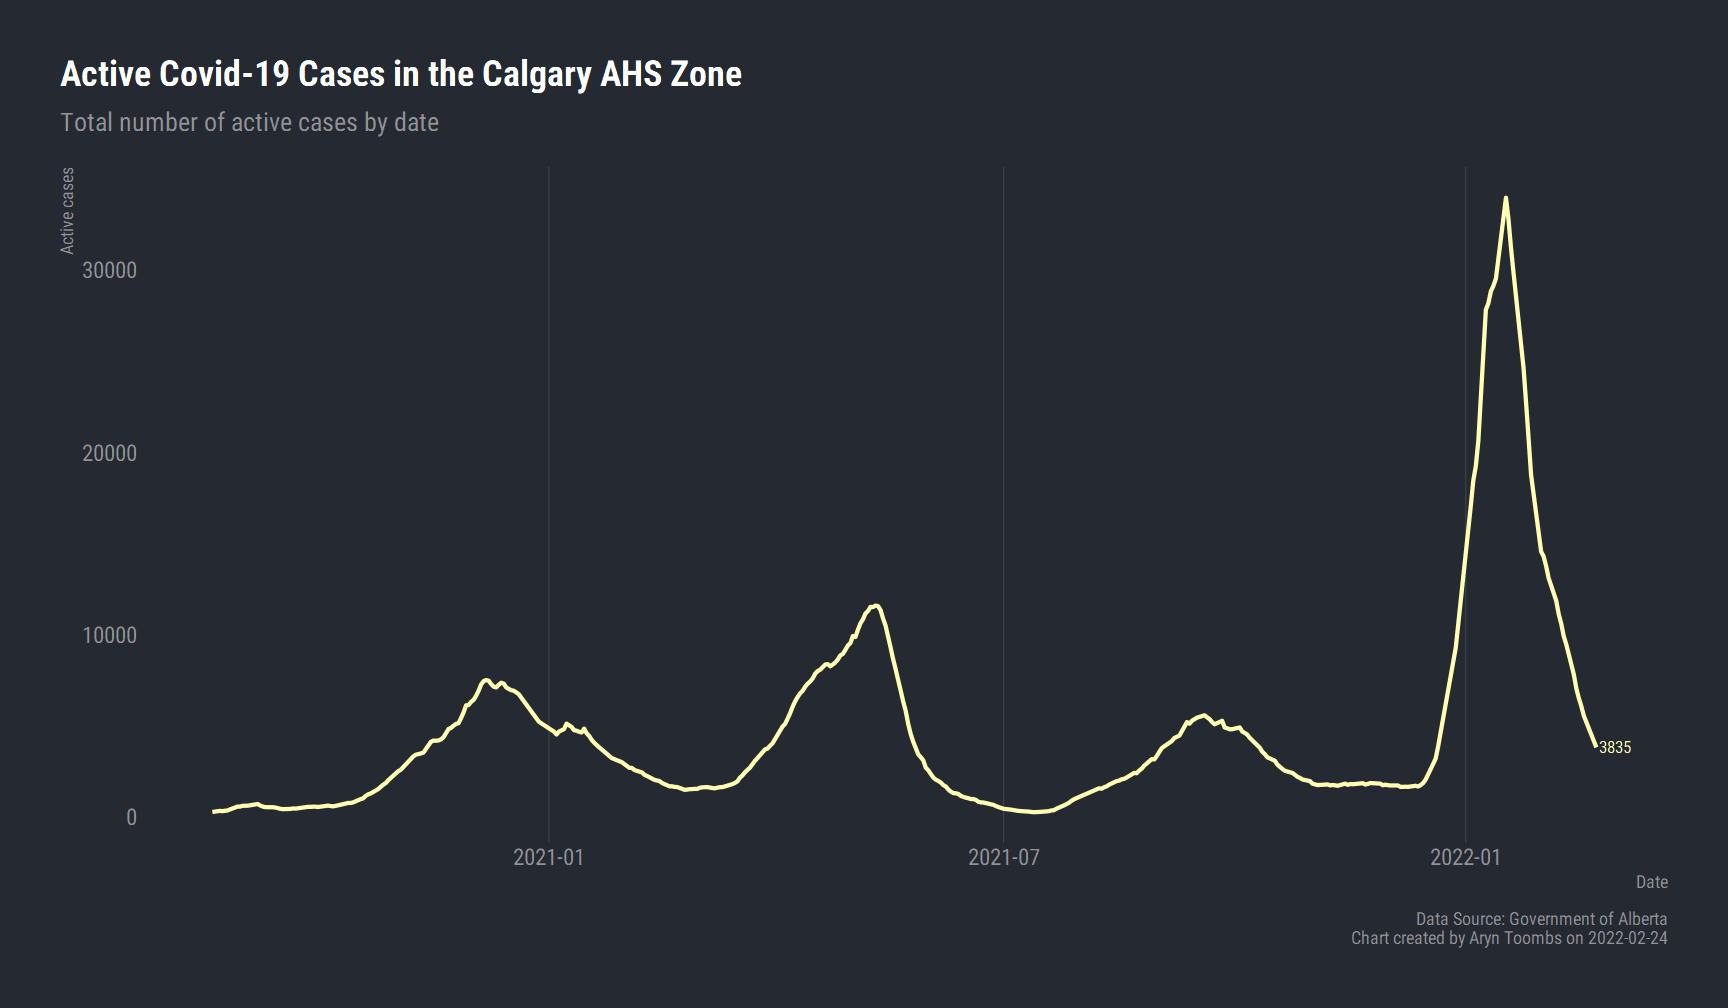 Active Covid-19 Cases in the Calgary AHS Zone
Total number of active cases by date
Active cases
30000
20000
10000
0
3835
2021-01
2021-07
2022-01
Date
Data Source: Government of Alberta
Chart created by Aryn Toombs on 2022-02-24